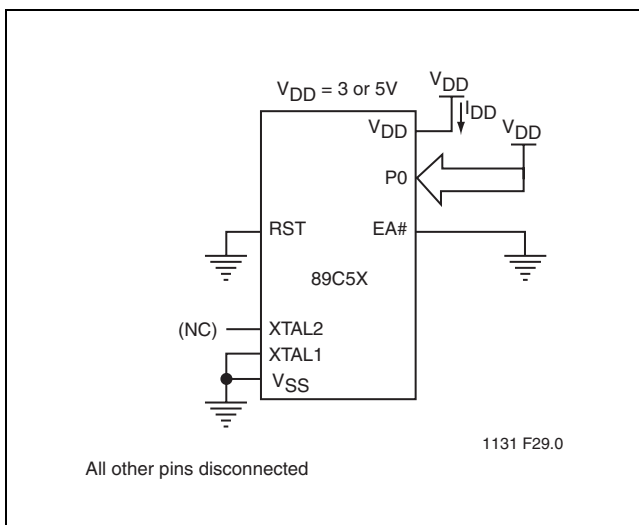 V_DD = 3 or 5V
V_DD
I_DD
V_DD
V_DD
P0
RST
EA#
89C5X
(NC)
XTAL2
XTAL1
V_SS
1131 F29.0
All other pins disconnected